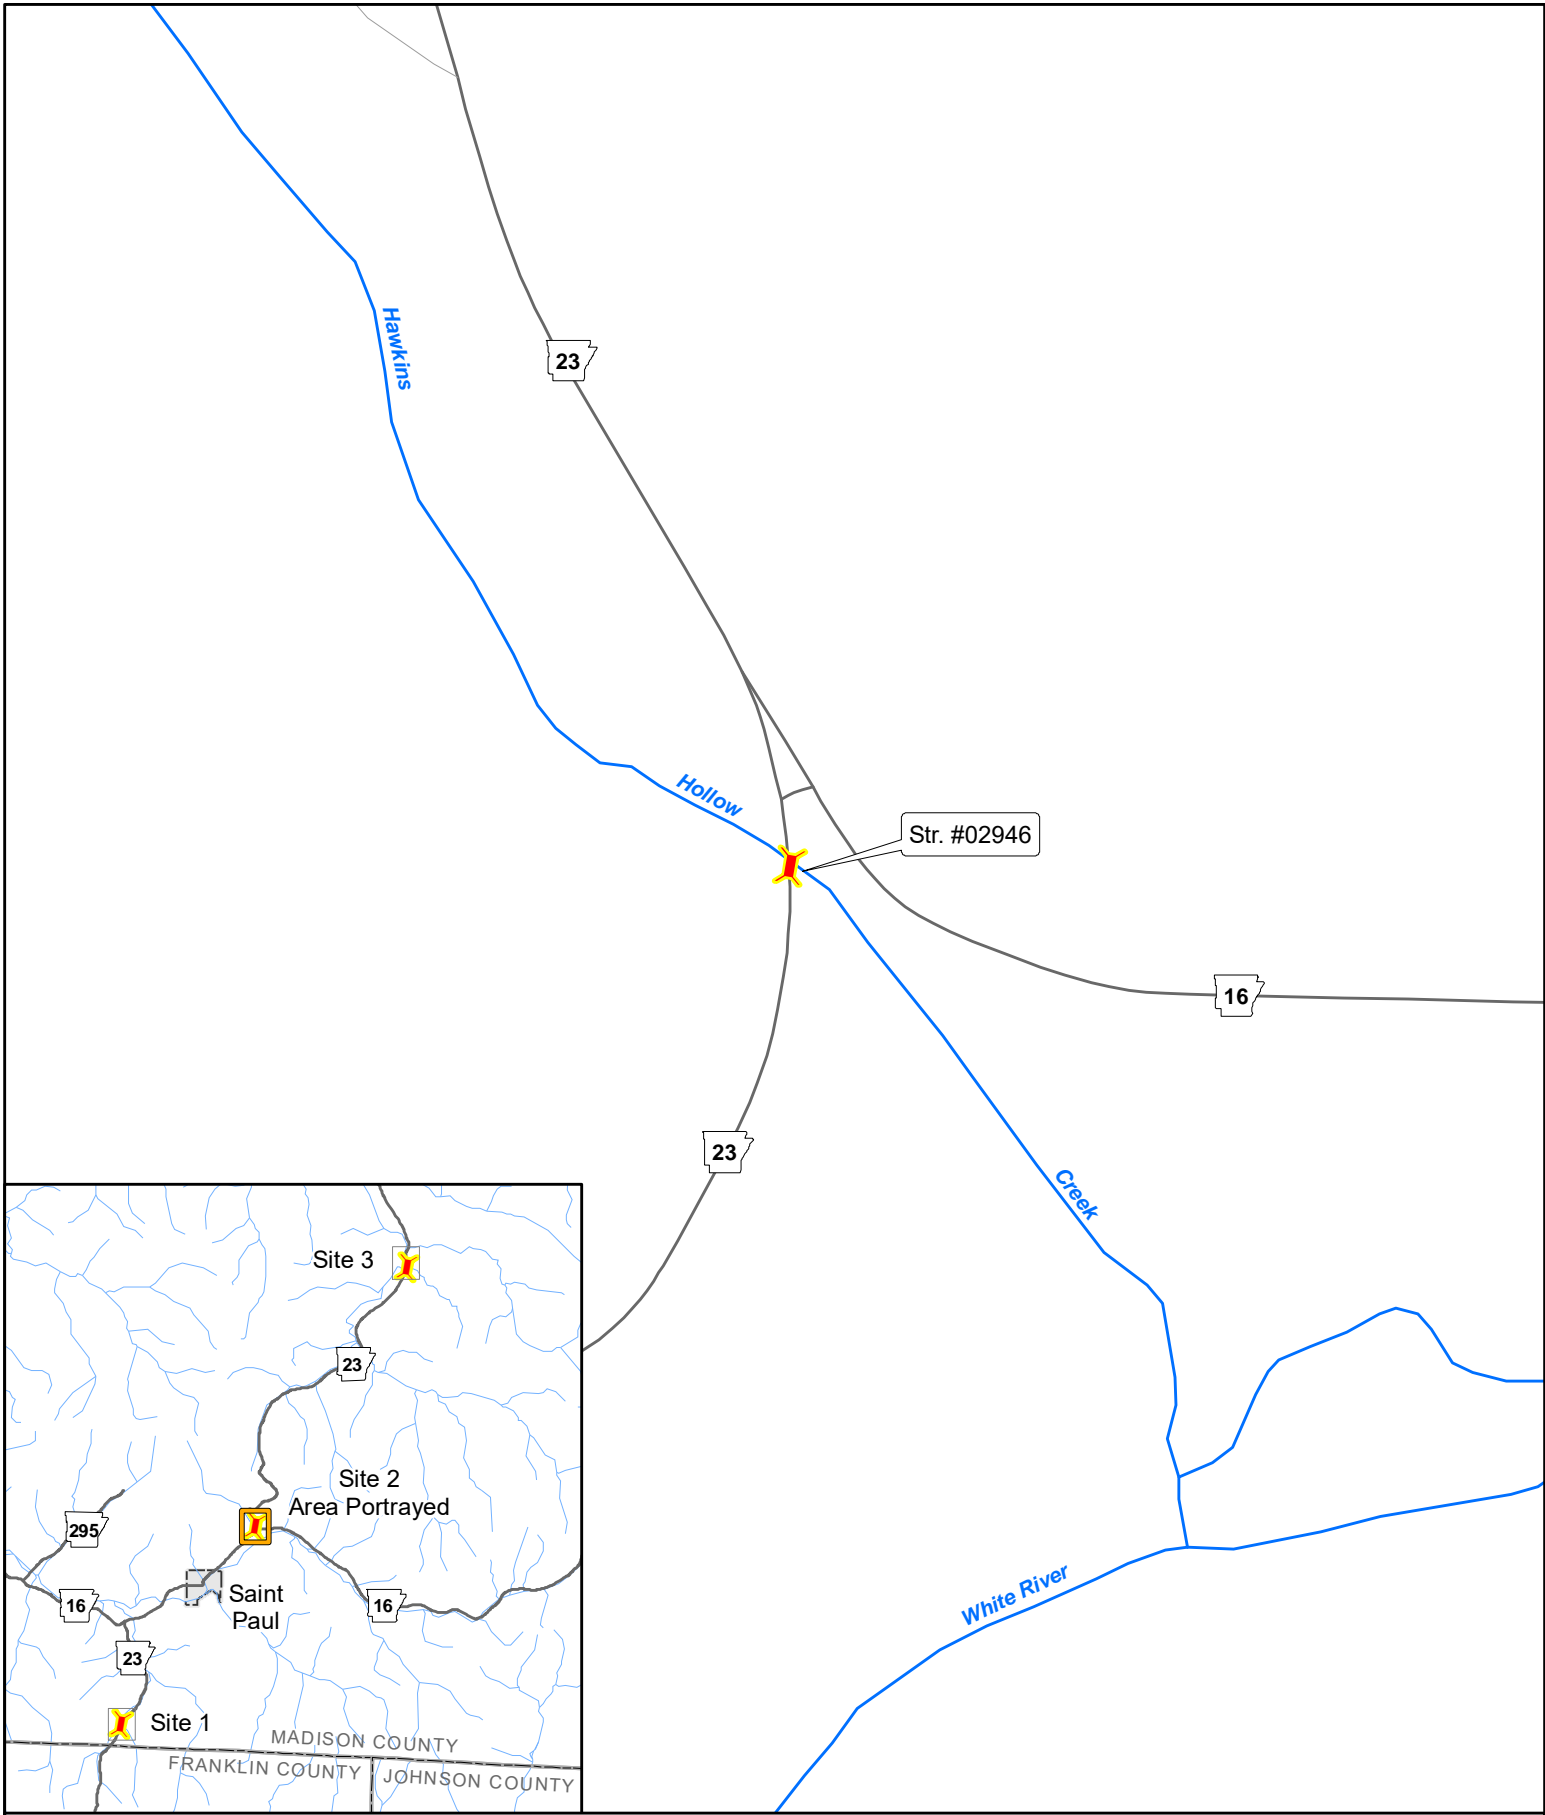 Hawkins
23
Hollow
Str. #02946
16
23
Creek
White River
Site 3
23
Site 2
Area Portrayed
295
16
Saint
Paul
16
23
Site 1
MADISON COUNTY
FRANKLIN COUNTY
JOHNSON COUNTY